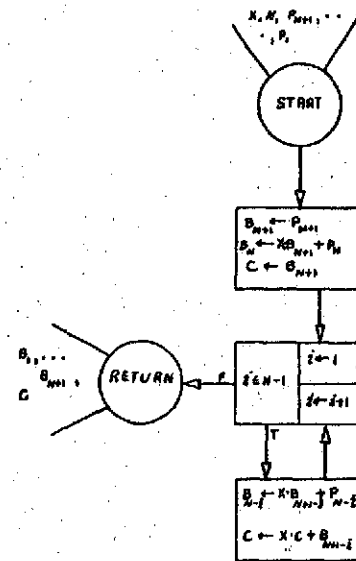 X, N, P_{N+1}, ..
., P,
START
B_{N+1} ← P_{N+1}
B_N ← X·B_{N+1} + P_N
C ← B_{N+1}
i ≤ N-1
i ← 1
i ← i+1
F
T
RETURN
B_1, ...
B_{N+1},
C
B_{N-i} ← X·B_{N+1-i} + P_{N-i}
C ← X·C + B_{N+1-i}